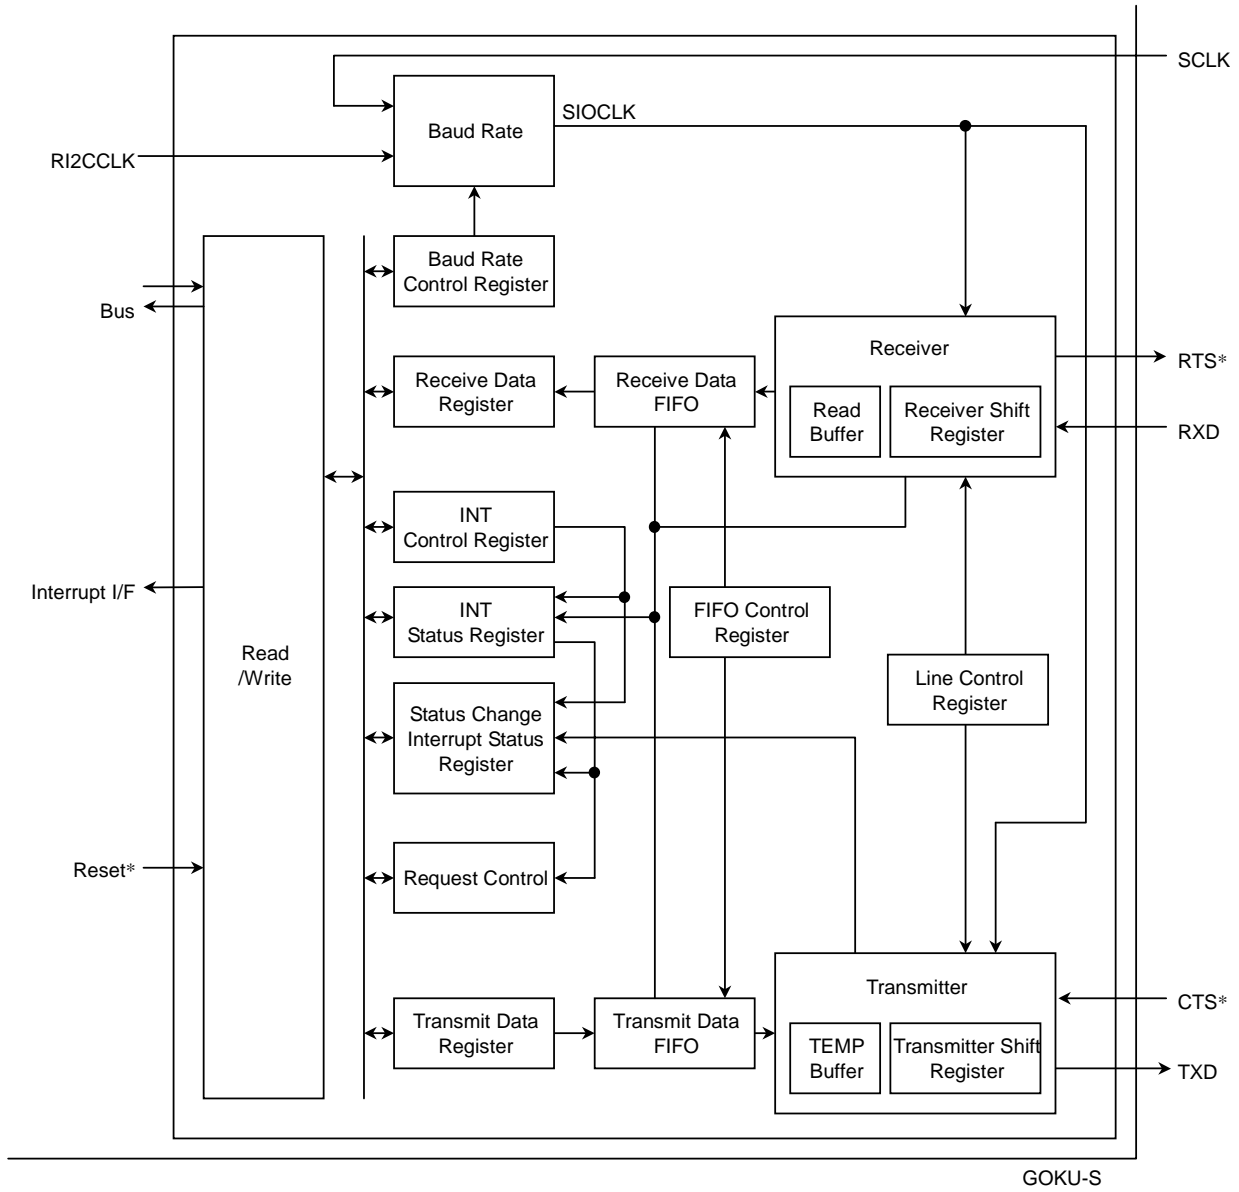 SCLK
SIOCLK
Baud Rate
RI2CCLK
Baud Rate
Control Register
Bus
Receiver
RTS*
Receive Data
Register
Receive Data
FIFO
Read
Buffer
Receiver Shift
Register
RXD
INT
Control Register
Interrupt I/F
INT
Status Register
FIFO Control
Register
Read
/Write
Line Control
Register
Status Change
Interrupt Status
Register
Reset*
Request Control
Transmitter
CTS*
Transmit Data
Register
Transmit Data
FIFO
TEMP
Buffer
Transmitter Shift
Register
TXD
GOKU-S